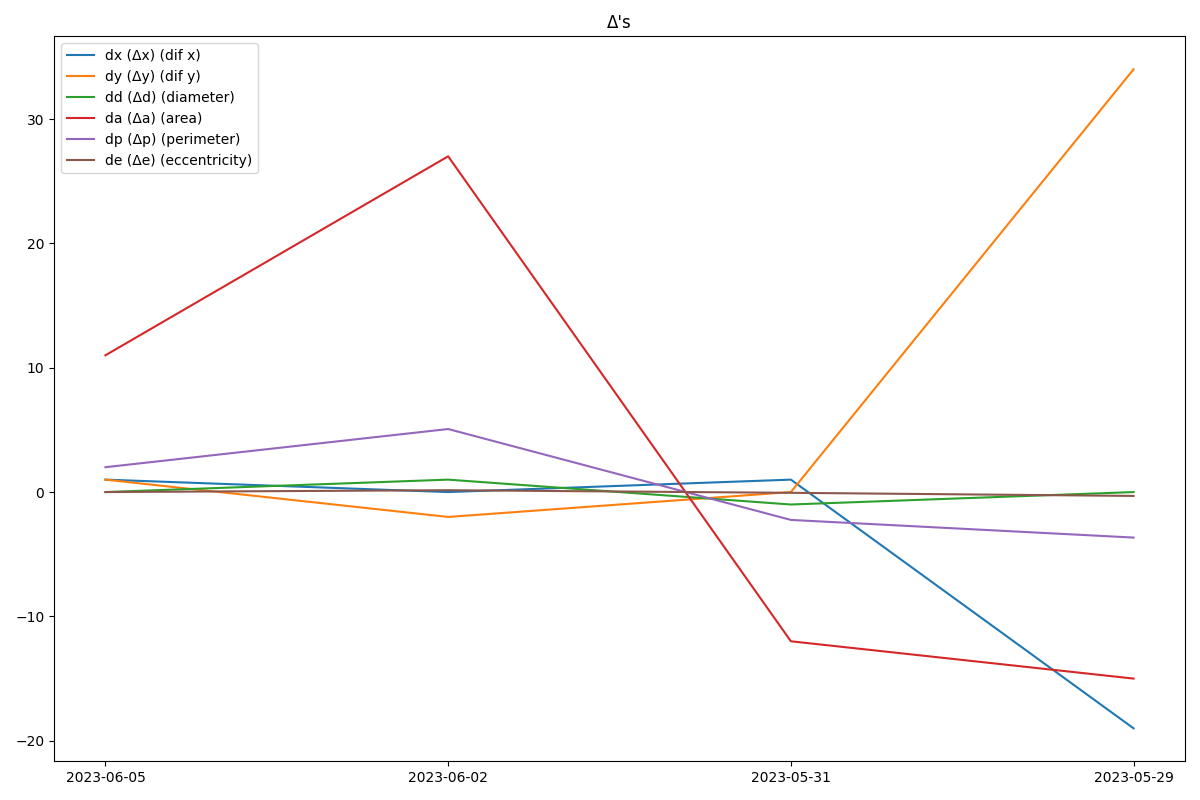 Δ's
dx (Δx) (dif x)
dy (Δy) (dif y)
dd (Δd) (diameter)
da (Δa) (area)
dp (Δp) (perimeter)
de (Δe) (eccentricity)
30
20
10
0
−10
−20
2023-06-05 2023-06-02 2023-05-31 2023-05-29